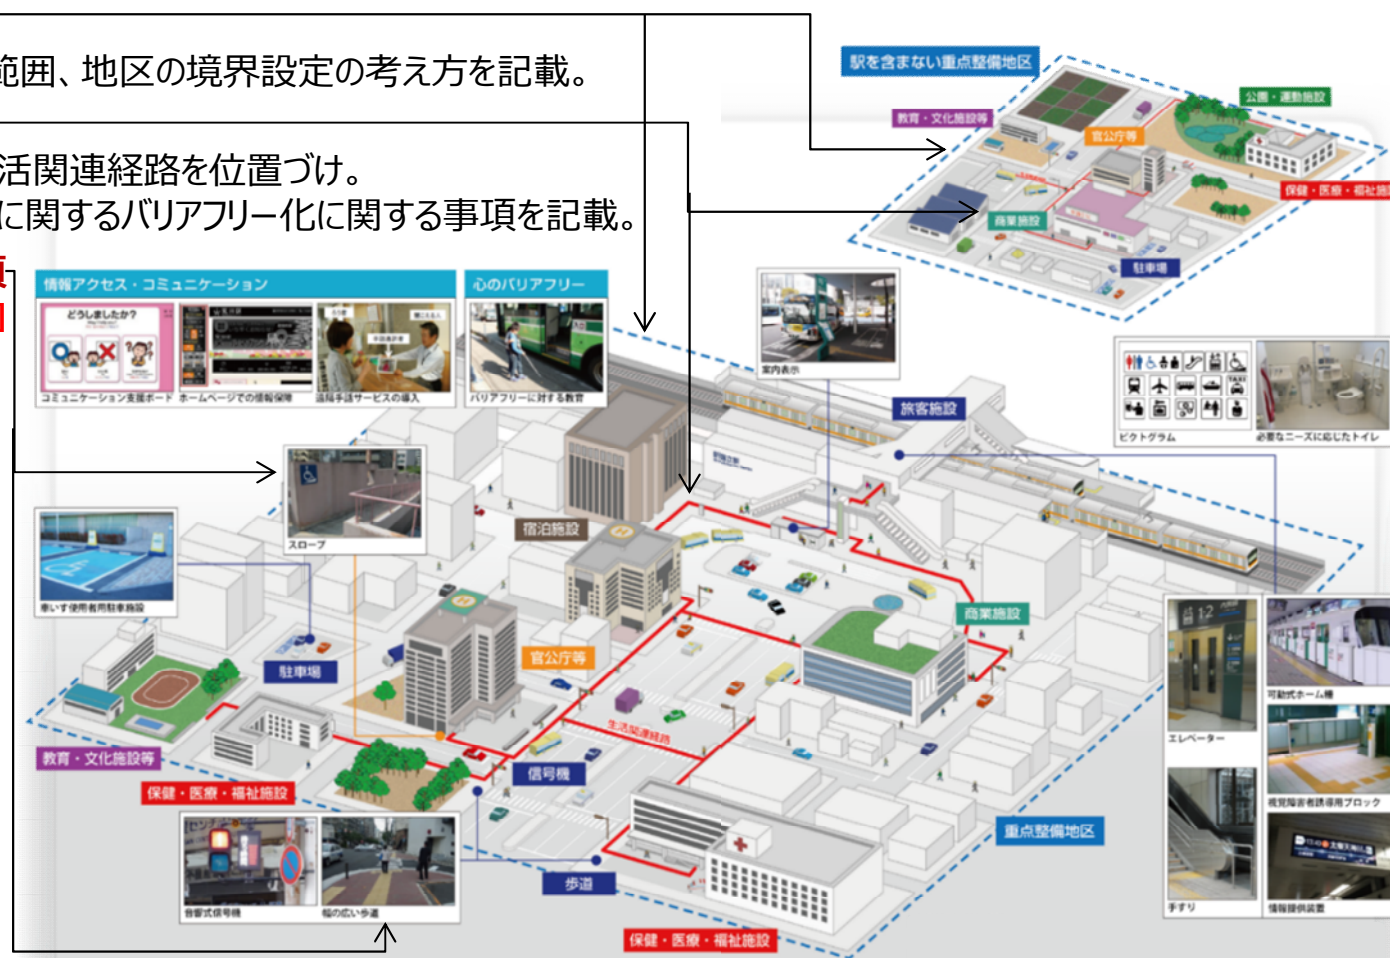 範囲、地区の境界設定の考え方を記載。
活関連経路を位置づけ。
に関するバリアフリー化に関する事項を記載。
駅を含まない重点整備地区
公園・運動施設
教育・文化施設等
官公庁等
保健・医療・福祉施設
商業施設
駐車場
情報アクセス・コミュニケーション
心のバリアフリー
どうしましたか?
コミュニケーション支援ボード
ホームページでの情報保障
遠隔手話サービスの導入
バリアフリーに対する教育
案内表示
旅客施設
TAXI
ピクトグラム
必要なニーズに応じたトイレ
スロープ
宿泊施設
車いす使用者用駐車施設
商業施設
官公庁等
駐車場
生活関連経路
教育・文化施設等
保健・医療・福祉施設
信号機
音響式信号機
幅の広い歩道
歩道
重点整備地区
保健・医療・福祉施設
1·2
エレベーター
可動式ホーム柵
視覚障害者誘導用ブロック
手すり
情報提供装置